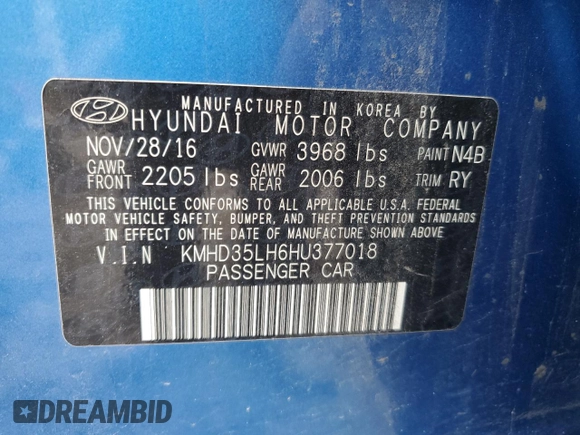 MANUFACTURED IN KOREA BY
HYUNDAI MOTOR COMPANY
NOV/28/16 GVWR 3968 lbs PAINT N4B
GAWR FRONT 2205 lbs GAWR REAR 2006 lbs TRIM RY
THIS VEHICLE CONFORMS TO ALL APPLICABLE U.S.A. FEDERAL
MOTOR VEHICLE SAFETY, BUMPER, AND THEFT PREVENTION STANDARDS
IN EFFECT ON THE DATE OF MANUFACTURE SHOWN ABOVE.
V.I.N KMHD35LH6HU377018
PASSENGER CAR
DREAMBID